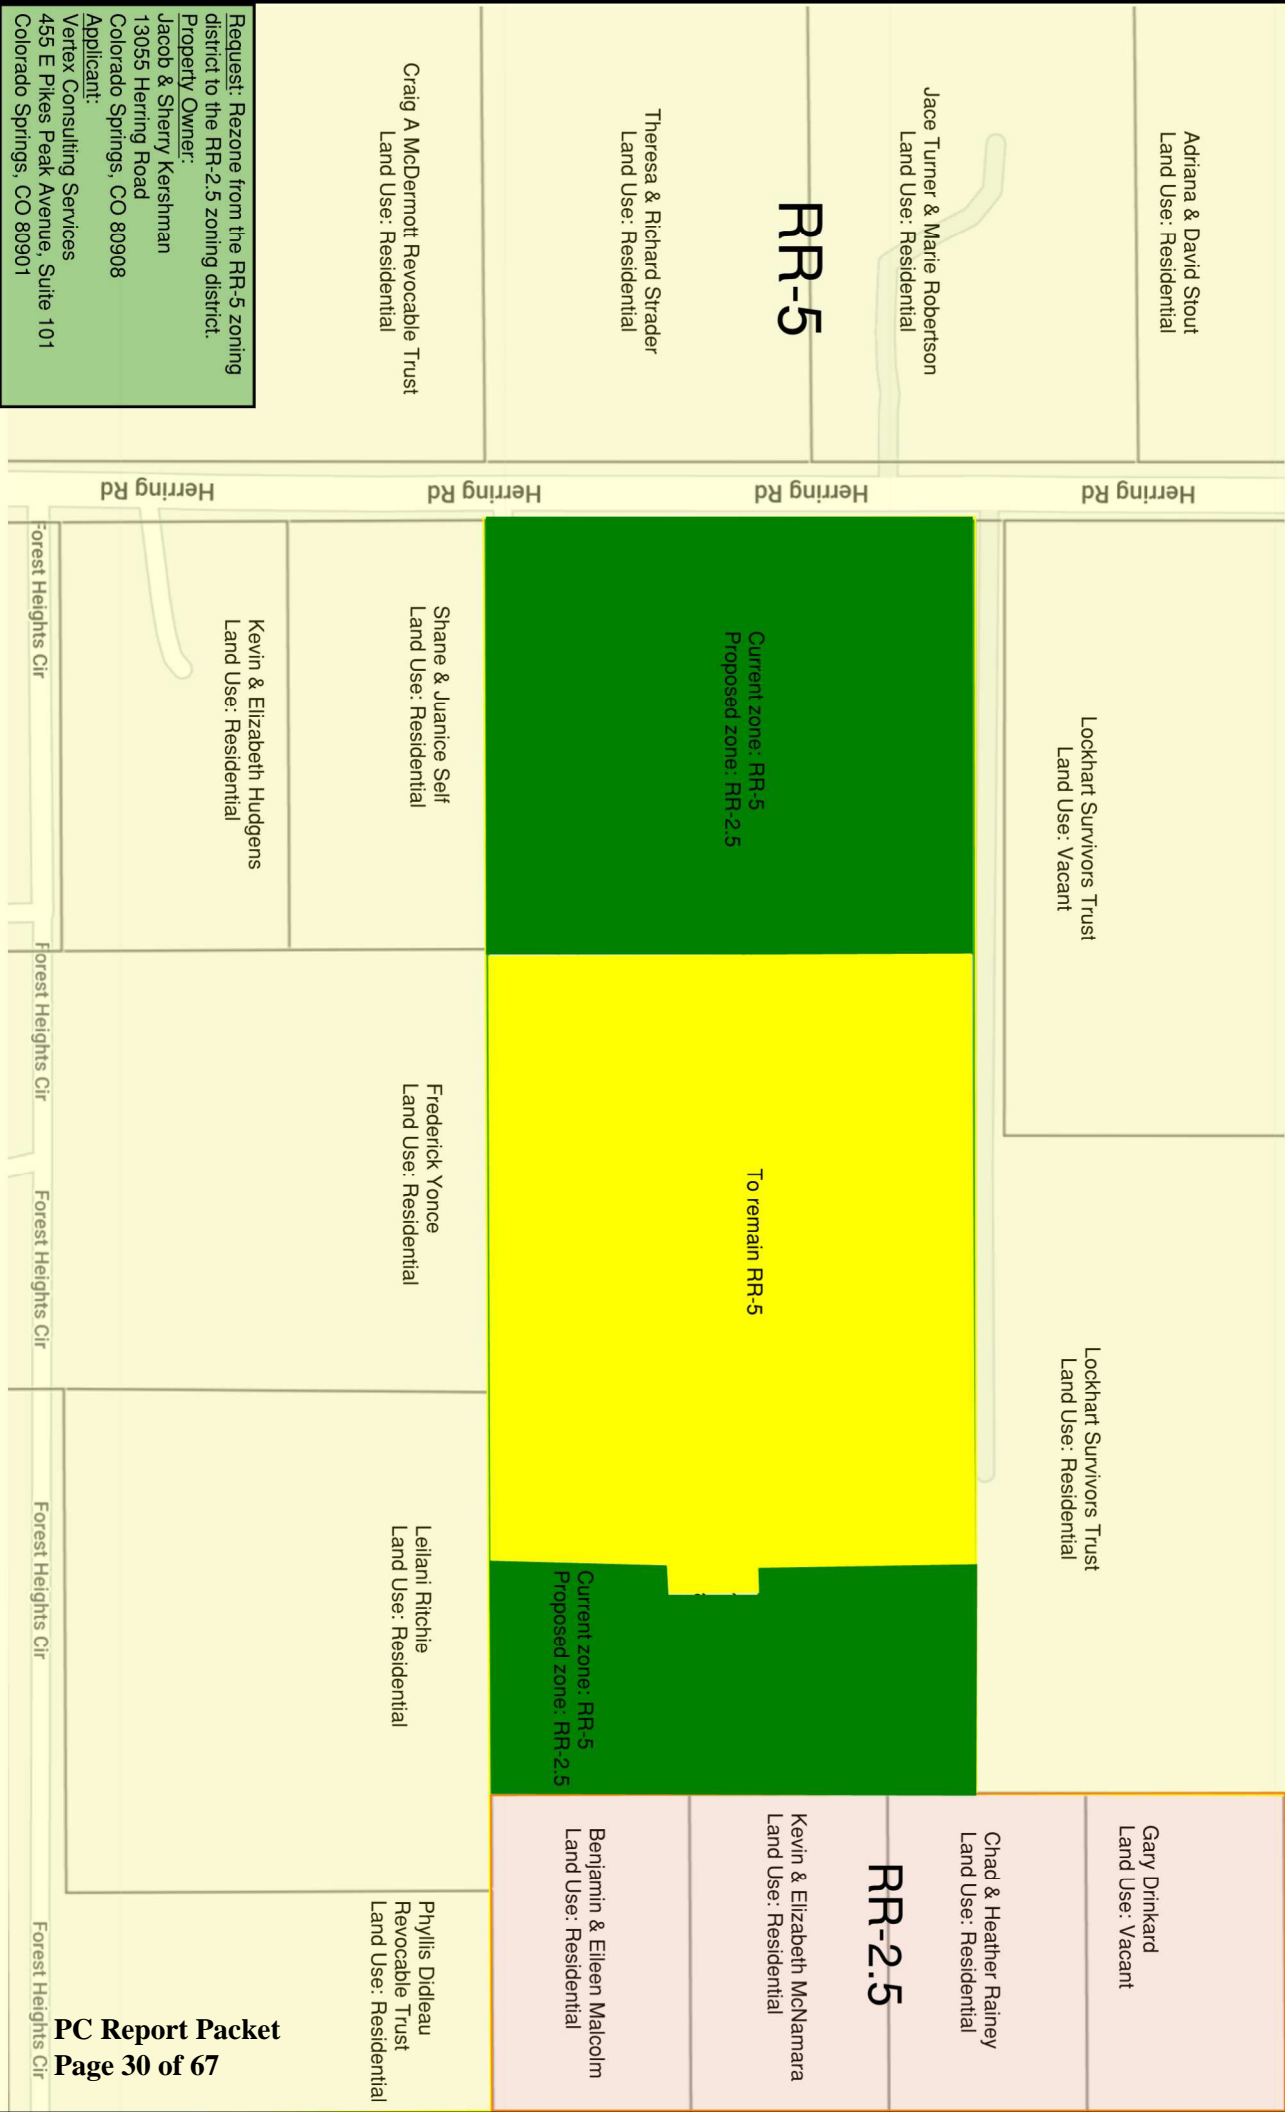 Adriana & David Stout
Land Use: Residential
Jace Turner & Marie Robertson
Land Use: Residential
RR-5
Theresa & Richard Strader
Land Use: Residential
Craig A McDermott Revocable Trust
Land Use: Residential
Request: Rezone from the RR-5 zoning
district to the RR-2.5 zoning district.
Property Owner:
Jacob & Sherry Kershman
13055 Herring Road
Colorado Springs, CO 80908
Applicant:
Vertex Consulting Services
455 E Pikes Peak Avenue, Suite 101
Colorado Springs, CO 80901
Herring Rd
Herring Rd
Herring Rd
Herring Rd
Lockhart Survivors Trust
Land Use: Vacant
Current zone: RR-5
Proposed zone: RR-2.5
Shane & Juanice Self
Land Use: Residential
Kevin & Elizabeth Hudgens
Land Use: Residential
Forest Heights Cir
Forest Heights Cir
To remain RR-5
Frederick Yonce
Land Use: Residential
Forest Heights Cir
Lockhart Survivors Trust
Land Use: Residential
Current zone: RR-5
Proposed zone: RR-2.5
Leilani Ritchie
Land Use: Residential
Forest Heights Cir
Gary Drinkard
Land Use: Vacant
Chad & Heather Rainey
Land Use: Residential
RR-2.5
Kevin & Elizabeth McNamara
Land Use: Residential
Benjamin & Eileen Malcolm
Land Use: Residential
Phyllis Didleau
Revocable Trust
Land Use: Residential
Forest Heights Cir
PC Report Packet
Page 30 of 67